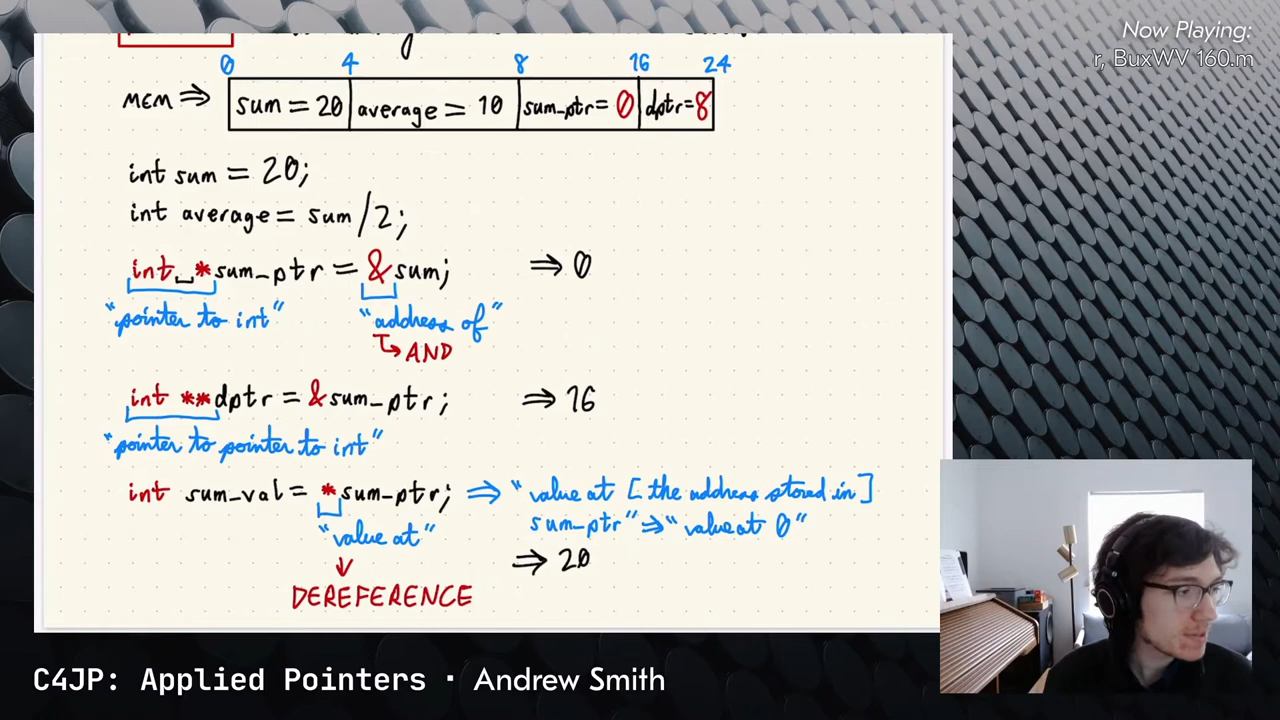 Now Playing:
r, BuxWV 160.m
0 4 8 16 24
MEM ⇒ sum = 20 average = 10 sum_ptr= 0 dptr=8
int sum = 20;
int average = sum /2;
int *sum_ptr = &sum; ⇒ 0
"pointer to int" "address of"
↳ AND
int **dptr = &sum_ptr; ⇒ 16
"pointer to pointer to int"
int sum_val = *sum_ptr; ⇒ "value at [the address stored in]
sum_ptr" ⇒ "value at 0"
"value at"
⇒ 20
DEREFERENCE
C4JP: Applied Pointers · Andrew Smith